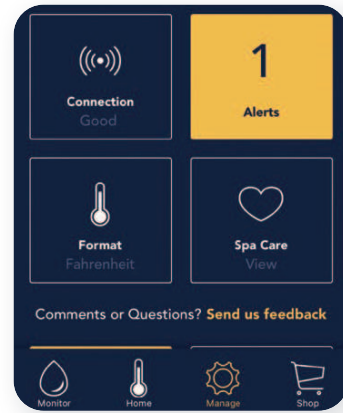 1
Connection
Good
Alerts
Format
Fahrenheit
Spa Care
View
Comments or Questions? Send us feedback
Monitor
Home
Manage
Shop